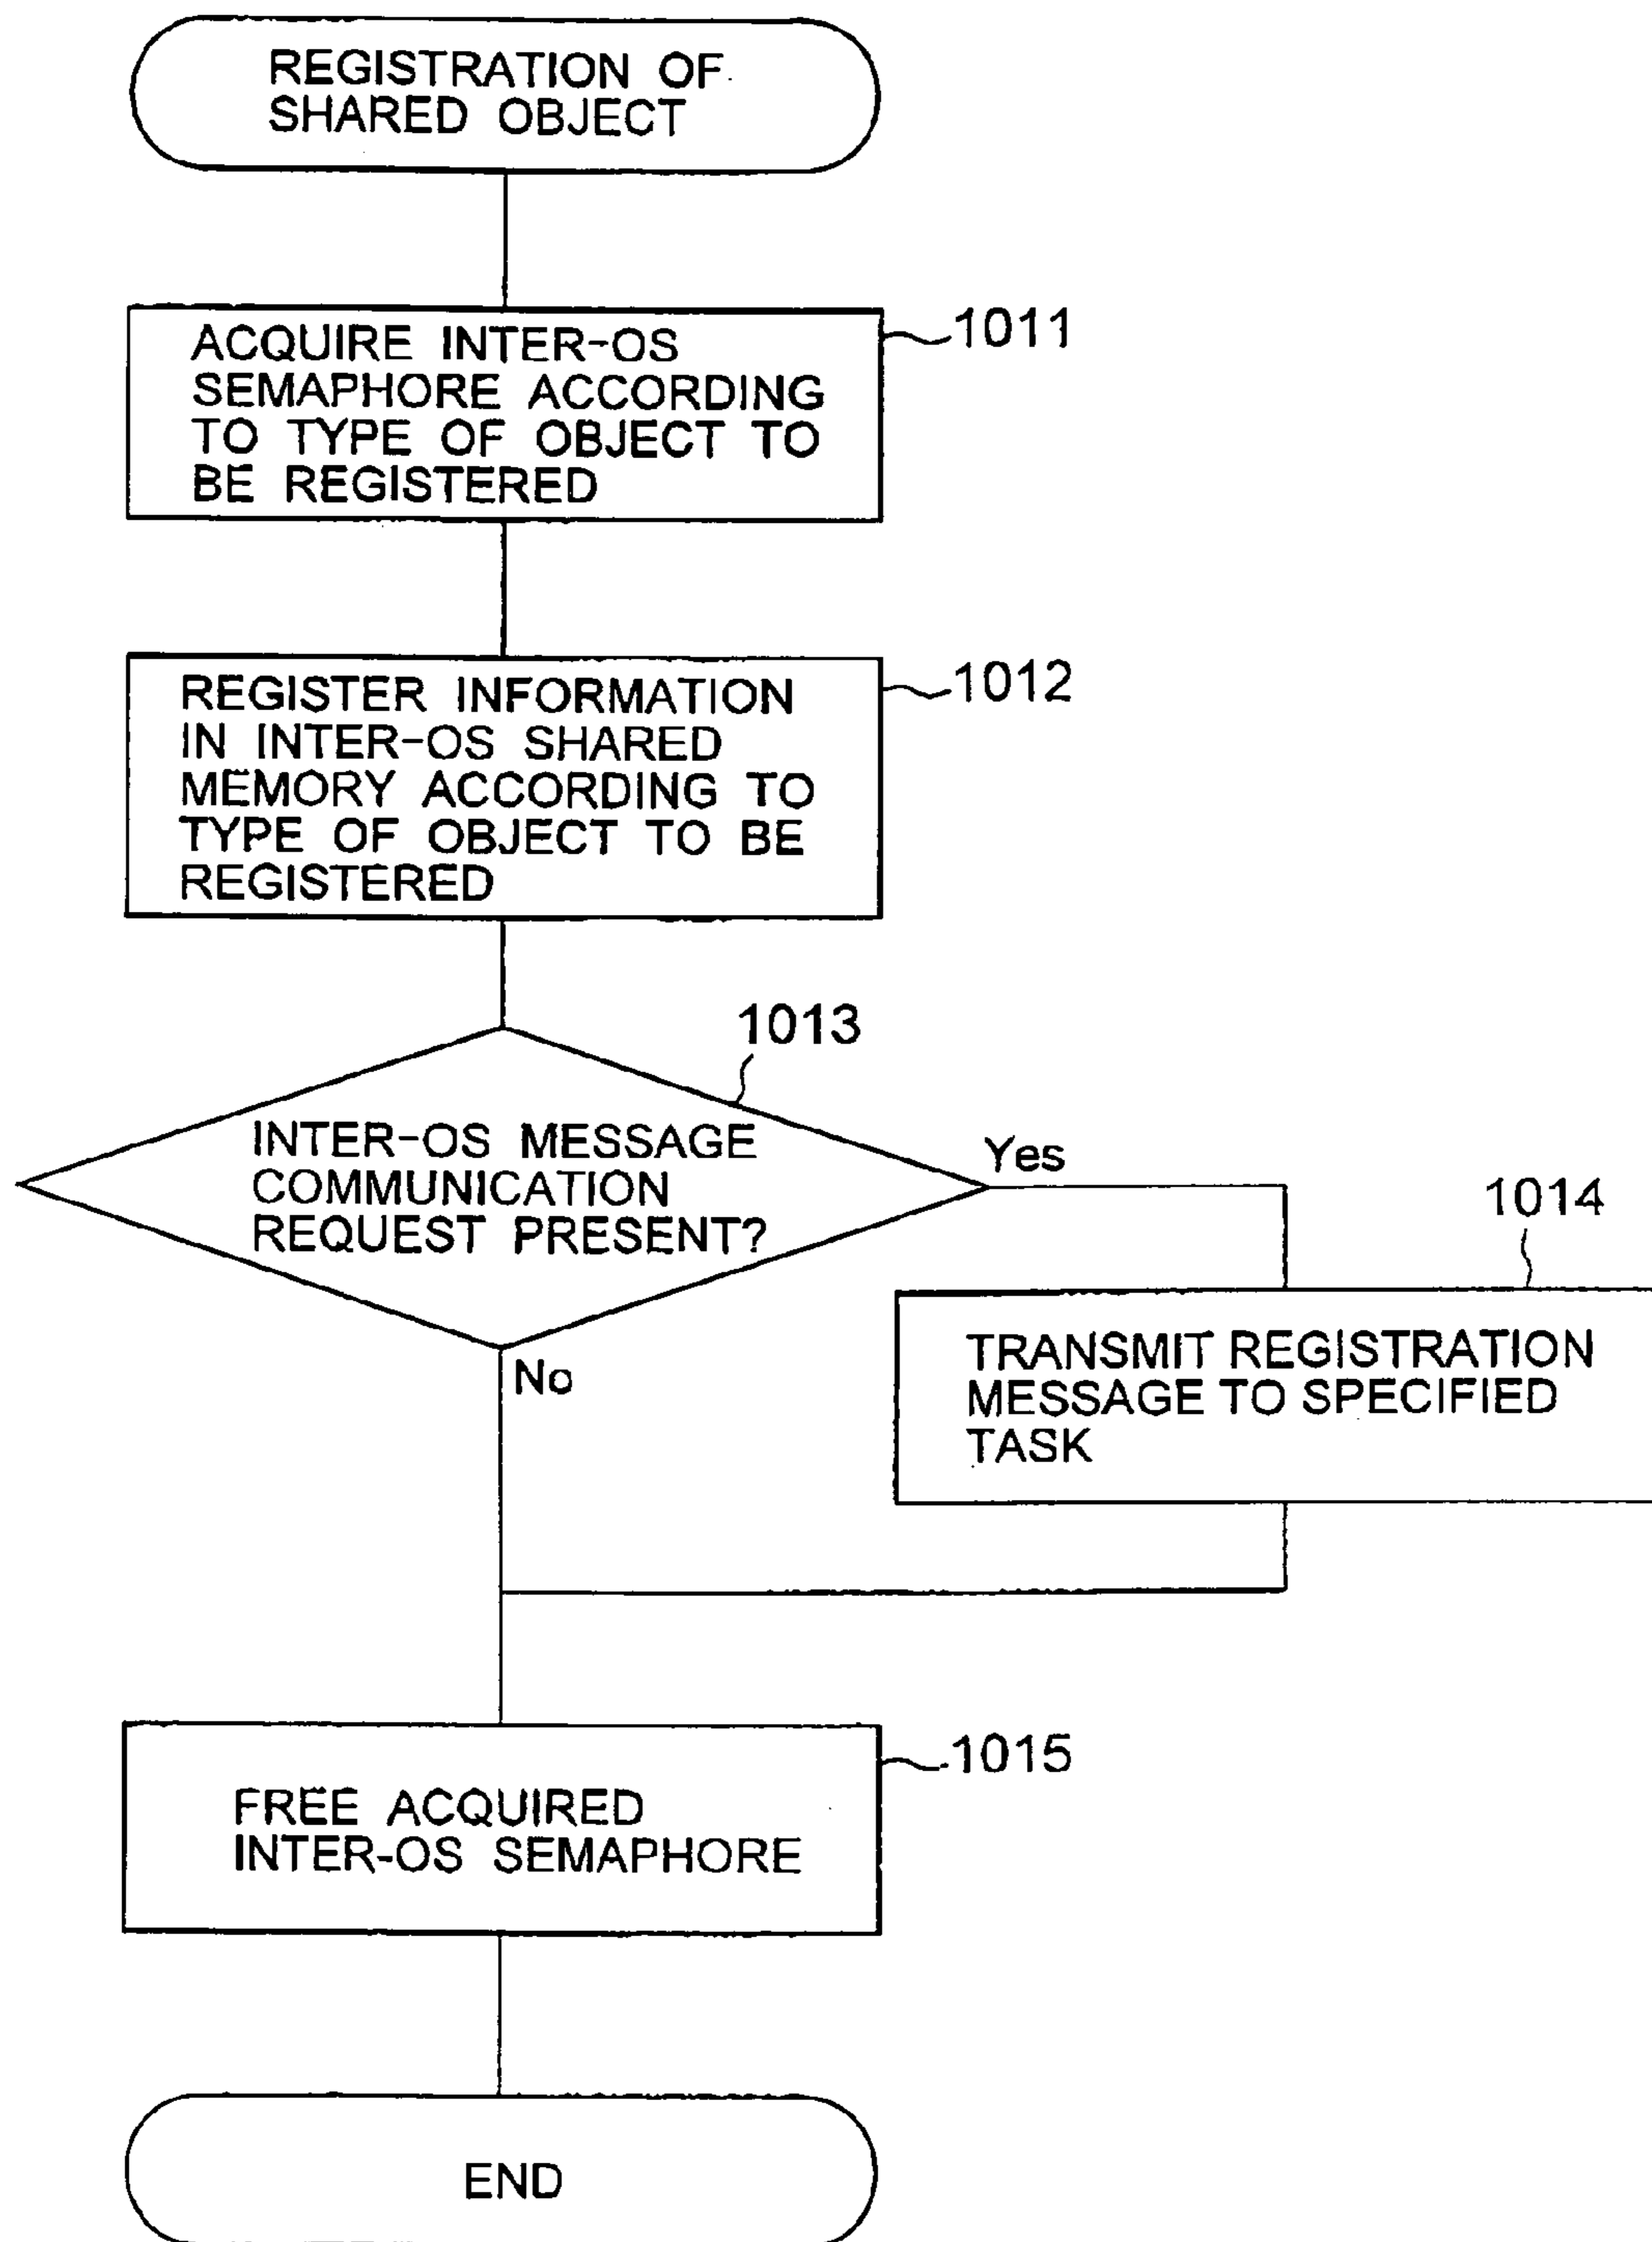 REGISTRATION OF
SHARED OBJECT
ACQUIRE INTER-OS
SEMAPHORE ACCORDING
TO TYPE OF OBJECT TO
BE REGISTERED
1011
REGISTER INFORMATION
IN INTER-OS SHARED
MEMORY ACCORDING TO
TYPE OF OBJECT TO BE
REGISTERED
1012
1013
INTER-OS MESSAGE
COMMUNICATION
REQUEST PRESENT?
Yes
No
1014
TRANSMIT REGISTRATION
MESSAGE TO SPECIFIED
TASK
1015
FREE ACQUIRED
INTER-OS SEMAPHORE
END